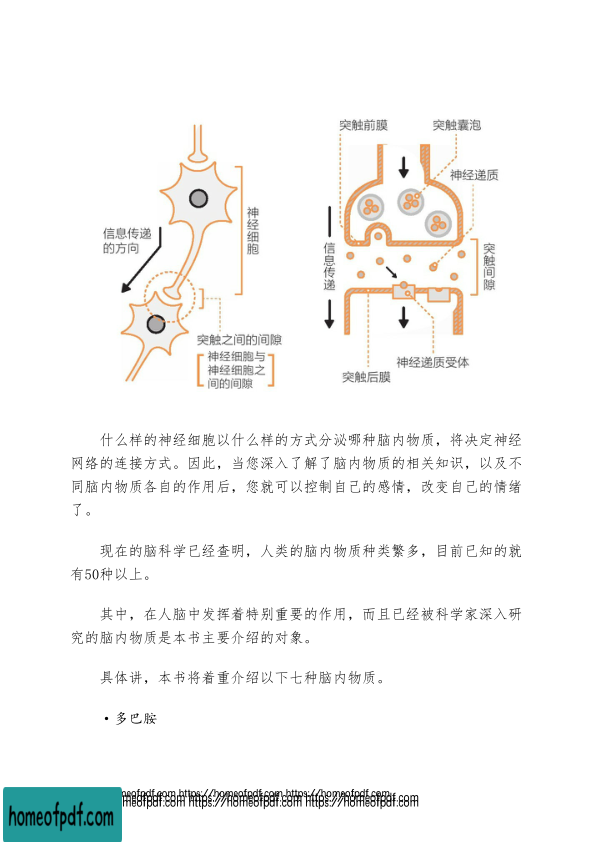 突触前膜
突触囊泡
神经递质
神经细胞
信息传递
的方向
信息传递
突触间隙
突触之间的间隙
神经细胞与
神经细胞之
间的间隙
神经递质受体
突触后膜
什么样的神经细胞以什么样的方式分泌哪种脑内物质，将决定神经
网络的连接方式。因此，当您深入了解了脑内物质的相关知识，以及不
同脑内物质各自的作用后，您就可以控制自己的感情，改变自己的情绪
了。
现在的脑科学已经查明，人类的脑内物质种类繁多，目前已知的就
有50种以上。
其中，在人脑中发挥着特别重要的作用，而且已经被科学家深入研
究的脑内物质是本书主要介绍的对象。
具体讲，本书将着重介绍以下七种脑内物质。
·多巴胺
homeofpdf.com https://homeofpdf.com https://homeofpdf.com
homeofpdf.com https://homeofpdf.com https://homeofpdf.com
homeofpdf.com